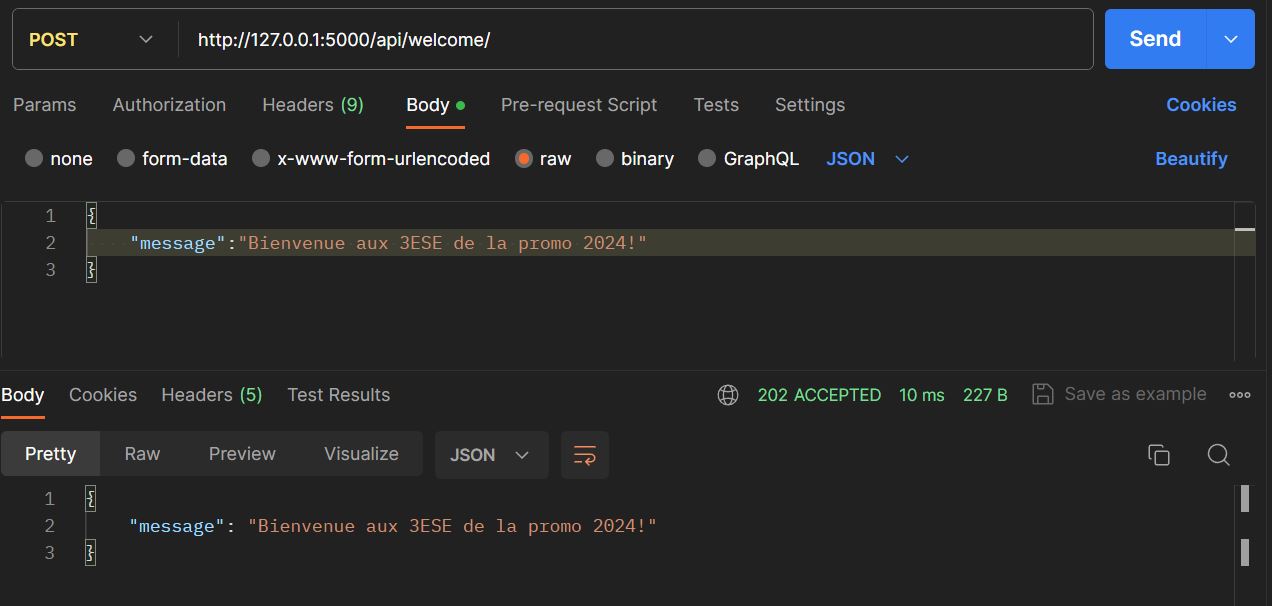 POST http://127.0.0.1:5000/api/welcome/ Send
Params Authorization Headers (9) Body Pre-request Script Tests Settings Cookies
none form-data x-www-form-urlencoded raw binary GraphQL JSON Beautify
1 {
2 "message":"Bienvenue aux 3ESE de la promo 2024!"
3 }
Body Cookies Headers (5) Test Results 202 ACCEPTED 10 ms 227 B Save as example
Pretty Raw Preview Visualize JSON
1 {
2 "message": "Bienvenue aux 3ESE de la promo 2024!"
3 }